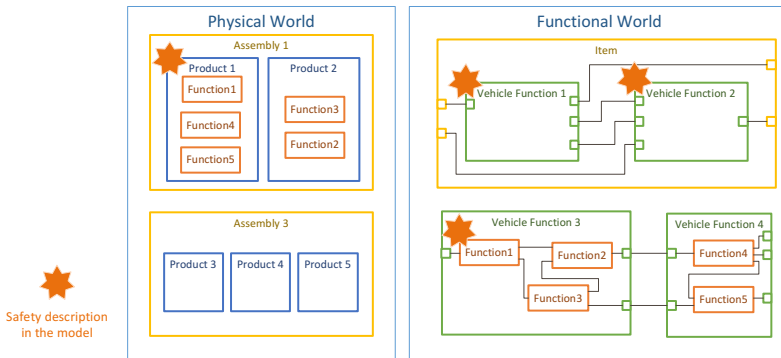 Physical World
Assembly 1
Product 1
Function1
Function4
Function5
Product 2
Function3
Function2
Assembly 3
Product 3
Product 4
Product 5
Functional World
Item
Vehicle Function 1
Vehicle Function 2
Vehicle Function 3
Function1
Function2
Function3
Vehicle Function 4
Function4
Function5
Safety description
in the model